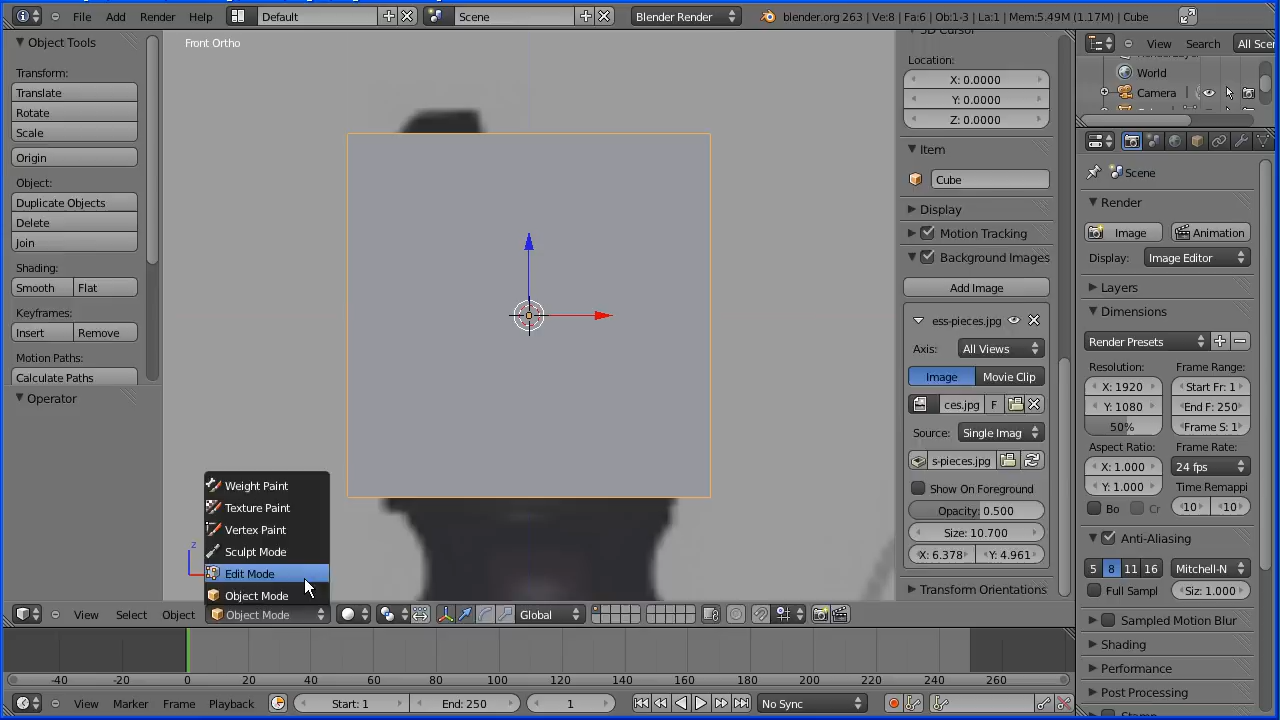 File Add Render Help Default Scene Blender Render blender.org 263 | Ve:8 | Fa:6 | Ob:1-3 | La:1 | Mem:5.49M (1.17M) | Cube
Object Tools
Transform:
Translate
Rotate
Scale
Origin
Object:
Duplicate Objects
Delete
Join
Shading:
Smooth Flat
Keyframes:
Insert Remove
Motion Paths:
Calculate Paths
Operator
Front Ortho
z
Weight Paint
Texture Paint
Vertex Paint
Sculpt Mode
Edit Mode
Object Mode
View Select Object Object Mode Global
3D Cursor
Location:
X: 0.0000
Y: 0.0000
Z: 0.0000
Item
Cube
Display
Motion Tracking
Background Images
Add Image
ess-pieces.jpg
Axis: All Views
Image Movie Clip
ces.jpg F
Source: Single Imag
s-pieces.jpg
Show On Foreground
Opacity: 0.500
Size: 10.700
X: 6.378 Y: 4.961
Transform Orientations
View Search All Scen
World
Camera
Scene
Render
Image Animation
Display: Image Editor
Layers
Dimensions
Render Presets
Resolution: Frame Range:
X: 1920 Start Fr: 1
Y: 1080 End F: 250
50% Frame S: 1
Aspect Ratio: Frame Rate:
X: 1.000 24 fps
Y: 1.000 Time Remappi
Bo Cr 10 10
Anti-Aliasing
5 8 11 16 Mitchell-N
Full Sampl Siz: 1.000
Sampled Motion Blur
Shading
Performance
Post Processing
-40 -20 0 20 40 60 80 100 120 140 160 180 200 220 240 260
View Marker Frame Playback Start: 1 End: 250 1 No Sync